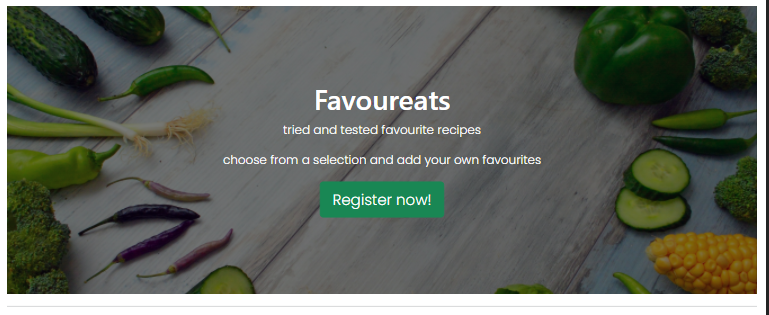 Favoureats
tried and tested favourite recipes
choose from a selection and add your own favourites
Register now!